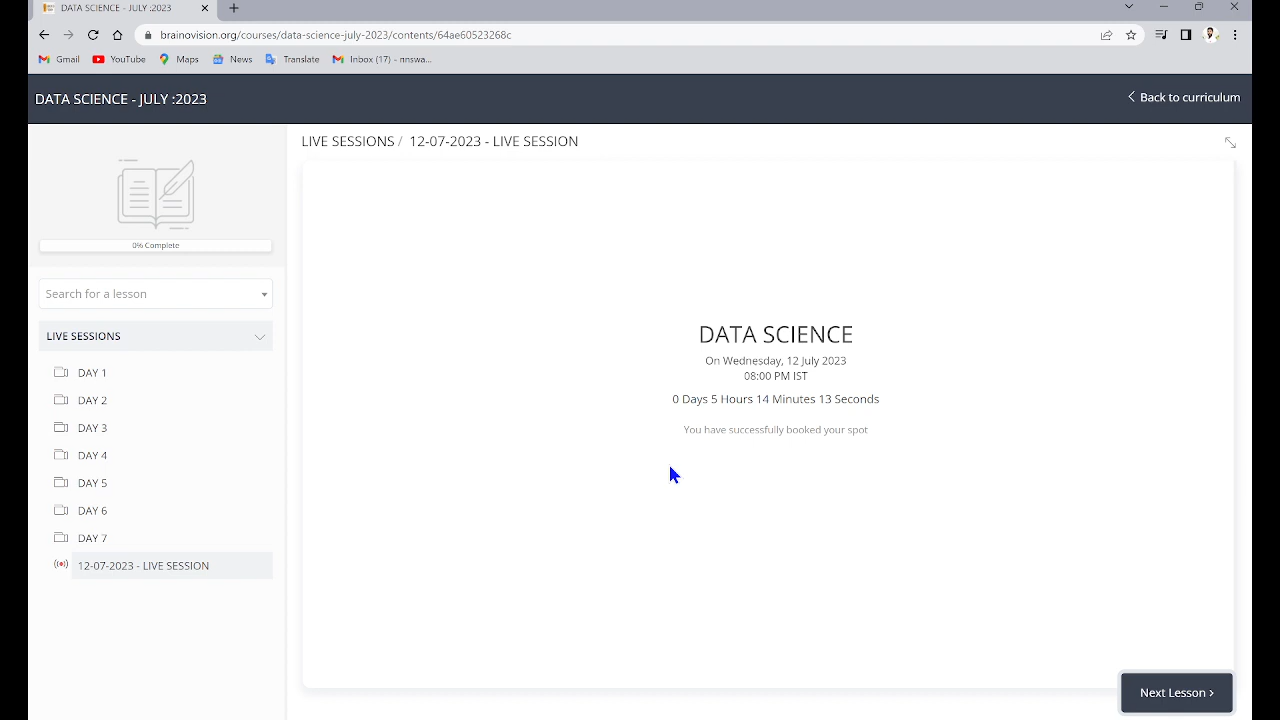 DATA SCIENCE - JULY :2023
brainovision.org/courses/data-science-july-2023/contents/64ae60523268c
Gmail YouTube Maps News Translate Inbox (17) - nnswa...
DATA SCIENCE - JULY :2023
Back to curriculum
LIVE SESSIONS / 12-07-2023 - LIVE SESSION
0% Complete
Search for a lesson
LIVE SESSIONS
DAY 1
DAY 2
DAY 3
DAY 4
DAY 5
DAY 6
DAY 7
12-07-2023 - LIVE SESSION
DATA SCIENCE
On Wednesday, 12 July 2023
08:00 PM IST
0 Days 5 Hours 14 Minutes 13 Seconds
You have successfully booked your spot
Next Lesson ›